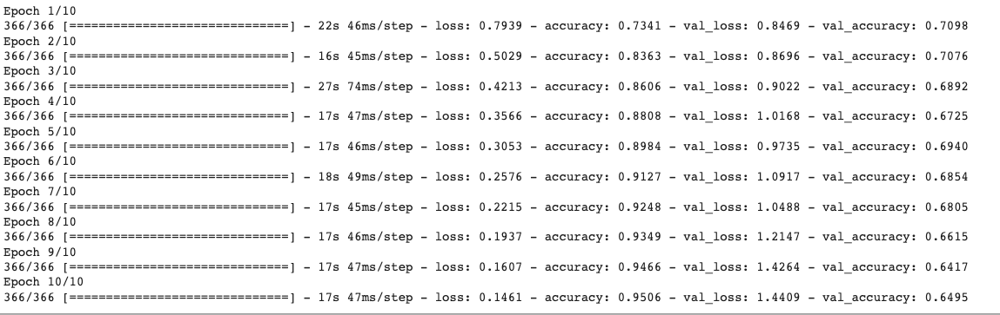 Epoch 1/10
366/366 [==============================] - 22s 46ms/step - loss: 0.7939 - accuracy: 0.7341 - val_loss: 0.8469 - val_accuracy: 0.7098
Epoch 2/10
366/366 [==============================] - 16s 45ms/step - loss: 0.5029 - accuracy: 0.8363 - val_loss: 0.8696 - val_accuracy: 0.7076
Epoch 3/10
366/366 [==============================] - 27s 74ms/step - loss: 0.4213 - accuracy: 0.8606 - val_loss: 0.9022 - val_accuracy: 0.6892
Epoch 4/10
366/366 [==============================] - 17s 47ms/step - loss: 0.3566 - accuracy: 0.8808 - val_loss: 1.0168 - val_accuracy: 0.6725
Epoch 5/10
366/366 [==============================] - 17s 46ms/step - loss: 0.3053 - accuracy: 0.8984 - val_loss: 0.9735 - val_accuracy: 0.6940
Epoch 6/10
366/366 [==============================] - 18s 49ms/step - loss: 0.2576 - accuracy: 0.9127 - val_loss: 1.0917 - val_accuracy: 0.6854
Epoch 7/10
366/366 [==============================] - 17s 45ms/step - loss: 0.2215 - accuracy: 0.9248 - val_loss: 1.0488 - val_accuracy: 0.6805
Epoch 8/10
366/366 [==============================] - 17s 46ms/step - loss: 0.1937 - accuracy: 0.9349 - val_loss: 1.2147 - val_accuracy: 0.6615
Epoch 9/10
366/366 [==============================] - 17s 47ms/step - loss: 0.1607 - accuracy: 0.9466 - val_loss: 1.4264 - val_accuracy: 0.6417
Epoch 10/10
366/366 [==============================] - 17s 47ms/step - loss: 0.1461 - accuracy: 0.9506 - val_loss: 1.4409 - val_accuracy: 0.6495